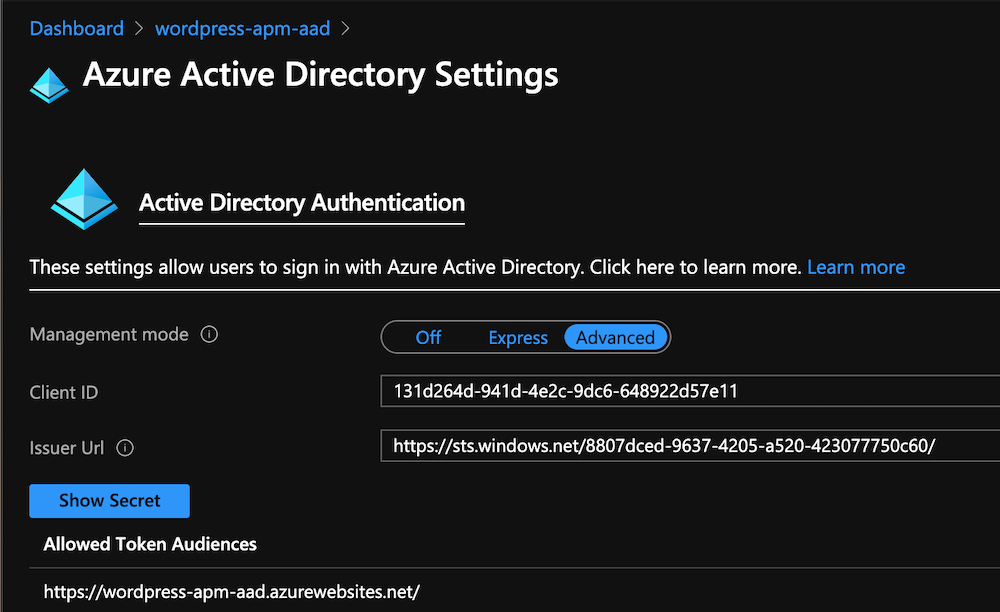 Dashboard > wordpress-apm-aad >
Azure Active Directory Settings
Active Directory Authentication
These settings allow users to sign in with Azure Active Directory. Click here to learn more. Learn more
Management mode Off Express Advanced
Client ID 131d264d-941d-4e2c-9dc6-648922d57e11
Issuer Url https://sts.windows.net/8807dced-9637-4205-a520-423077750c60/
Show Secret
Allowed Token Audiences
https://wordpress-apm-aad.azurewebsites.net/